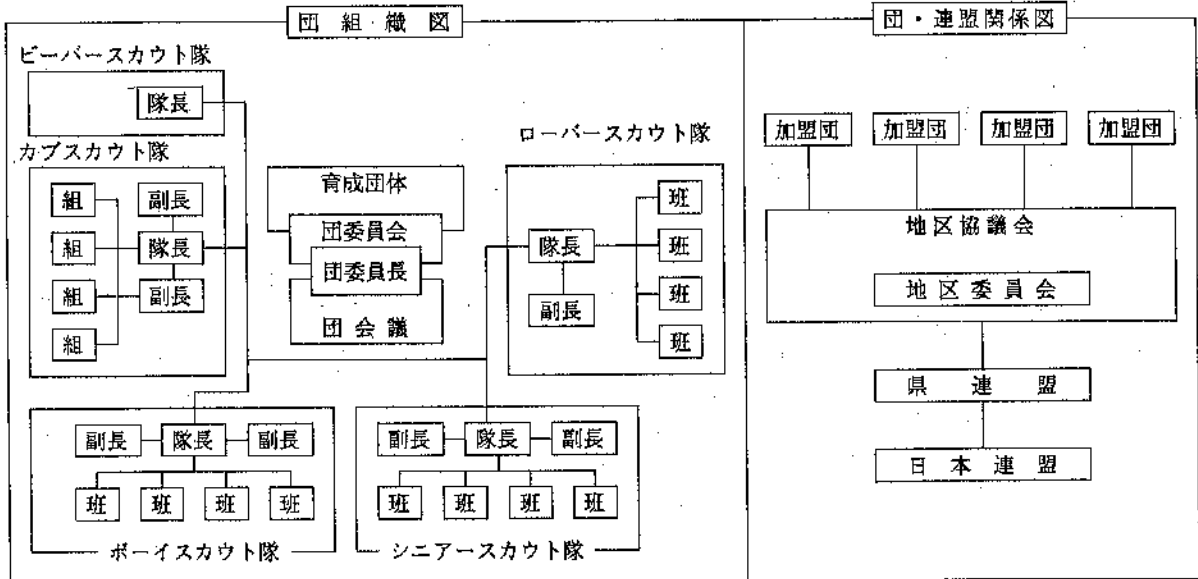 団組織図
ビーバースカウト隊
隊長
カブスカウト隊
組
組
組
組
副長
隊長
副長
育成団体
団委員会
団委員長
団会議
ローバースカウト隊
隊長
副長
班
班
班
班
副長
隊長
副長
班
班
班
班
ボーイスカウト隊
副長
隊長
副長
班
班
班
班
シニアースカウト隊
団・連盟関係図
加盟団
加盟団
加盟団
加盟団
地区協議会
地区委員会
県連盟
日本連盟